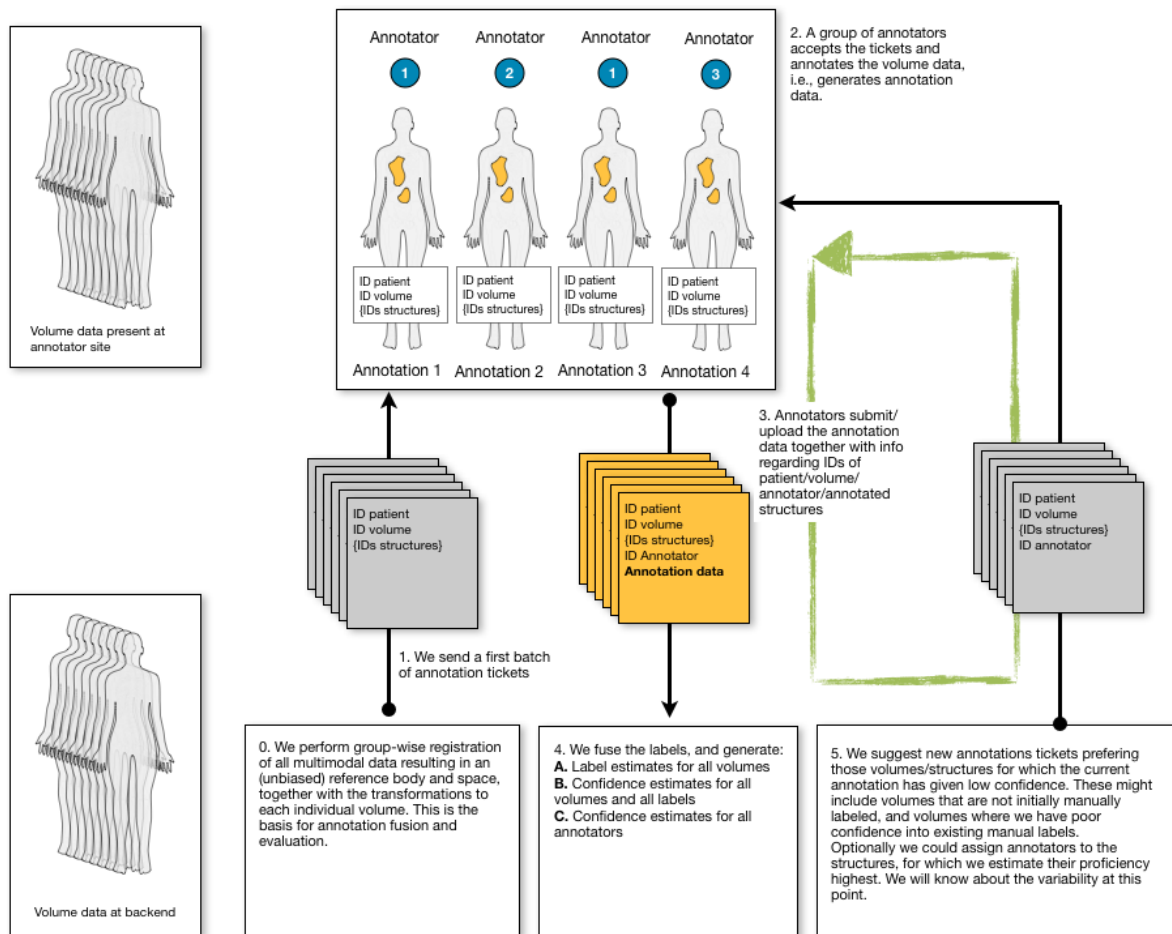 Volume data present at
annotator site
Annotator
Annotator
Annotator
Annotator
1
2
1
3
ID patient
ID volume
{IDs structures}
ID patient
ID volume
{IDs structures}
ID patient
ID volume
{IDs structures}
ID patient
ID volume
{IDs structures}
Annotation 1
Annotation 2
Annotation 3
Annotation 4
2. A group of annotators
accepts the tickets and
annotates the volume data,
i.e., generates annotation
data.
3. Annotators submit/
upload the annotation
data together with info
regarding IDs of
patient/volume/
annotator/annotated
structures
ID patient
ID volume
{IDs structures}
ID patient
ID volume
{IDs structures}
ID Annotator
Annotation data
ID patient
ID volume
{IDs structures}
ID annotator
1. We send a first batch
of annotation tickets
Volume data at backend
0. We perform group-wise registration
of all multimodal data resulting in an
(unbiased) reference body and space,
together with the transformations to
each individual volume. This is the
basis for annotation fusion and
evaluation.
4. We fuse the labels, and generate:
A. Label estimates for all volumes
B. Confidence estimates for all
volumes and all labels
C. Confidence estimates for all
annotators
5. We suggest new annotations tickets prefering
those volumes/structures for which the current
annotation has given low confidence. These might
include volumes that are not initially manually
labeled, and volumes where we have poor
confidence into existing manual labels.
Optionally we could assign annotators to the
structures, for which we estimate their proficiency
highest. We will know about the variability at this
point.